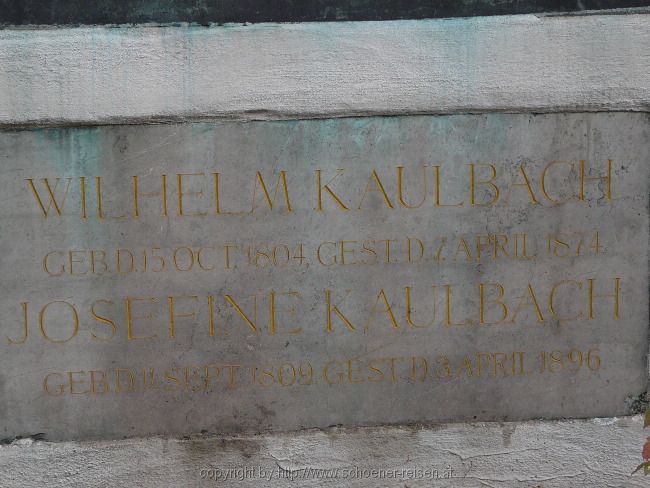 WILHELM KAULBACH
GEB. D. 15 OCT. 1804, GEST. D. 7 APRIL 1874.
JOSEFINE KAULBACH
GEB. D. 11. SEPT. 1809. GEST. D. 3. APRIL 1896.
copyright by http://www.schoener-reisen.at